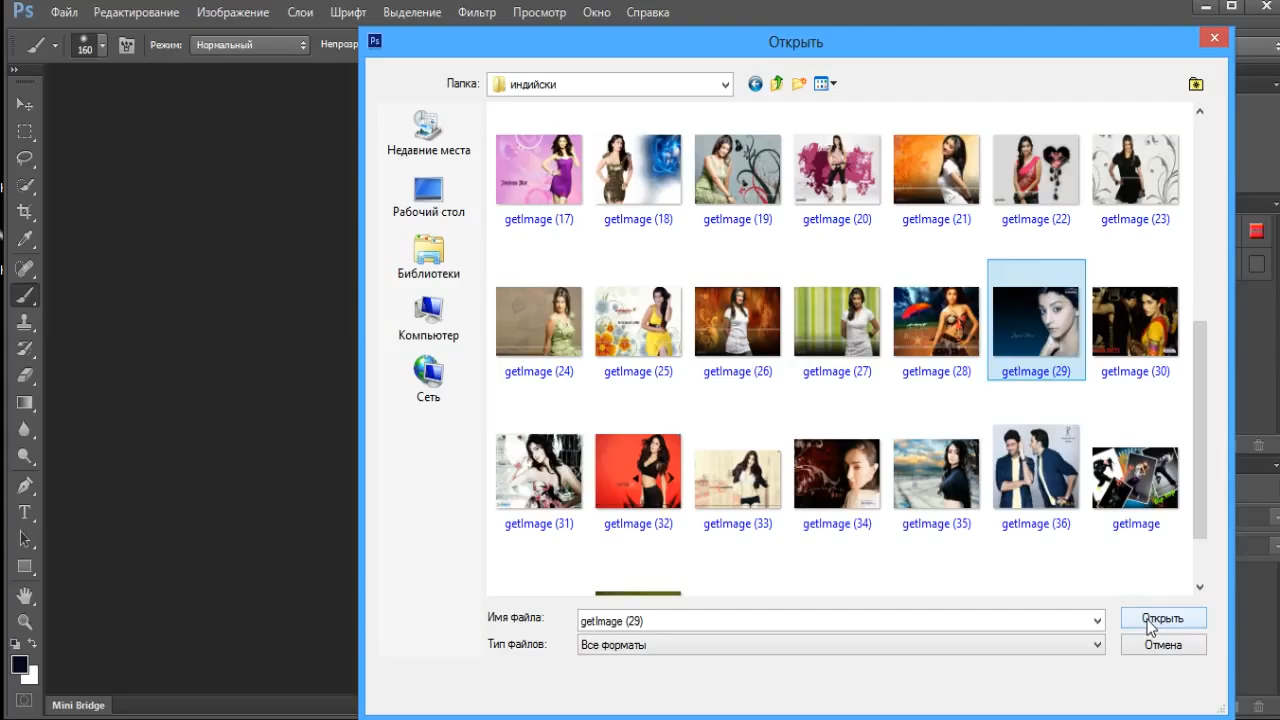 Ps Файл Редактирование Изображение Слои Шрифт Выделение Фильтр Просмотр Окно Справка
160 Режим: Нормальный Непрозр
Ps Открыть
Папка: индийски
Недавние места
Рабочий стол
Библиотеки
Компьютер
Сеть
getImage (17) getImage (18) getImage (19) getImage (20) getImage (21) getImage (22) getImage (23)
getImage (24) getImage (25) getImage (26) getImage (27) getImage (28) getImage (29) getImage (30)
getImage (31) getImage (32) getImage (33) getImage (34) getImage (35) getImage (36) getImage
Имя файла: getImage (29) Открыть
Тип файлов: Все форматы Отмена
Mini Bridge